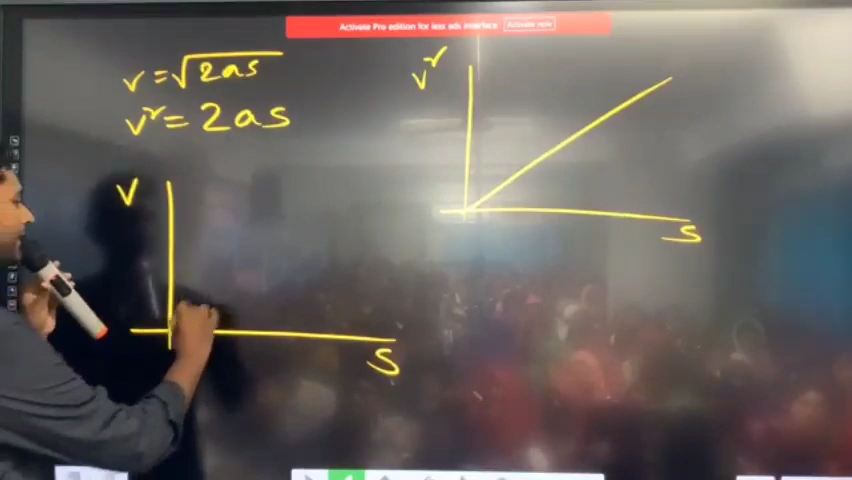 Activate Pro edition for less ads interface Activate now
v = √2as
v² = 2as
v²
s
v
s